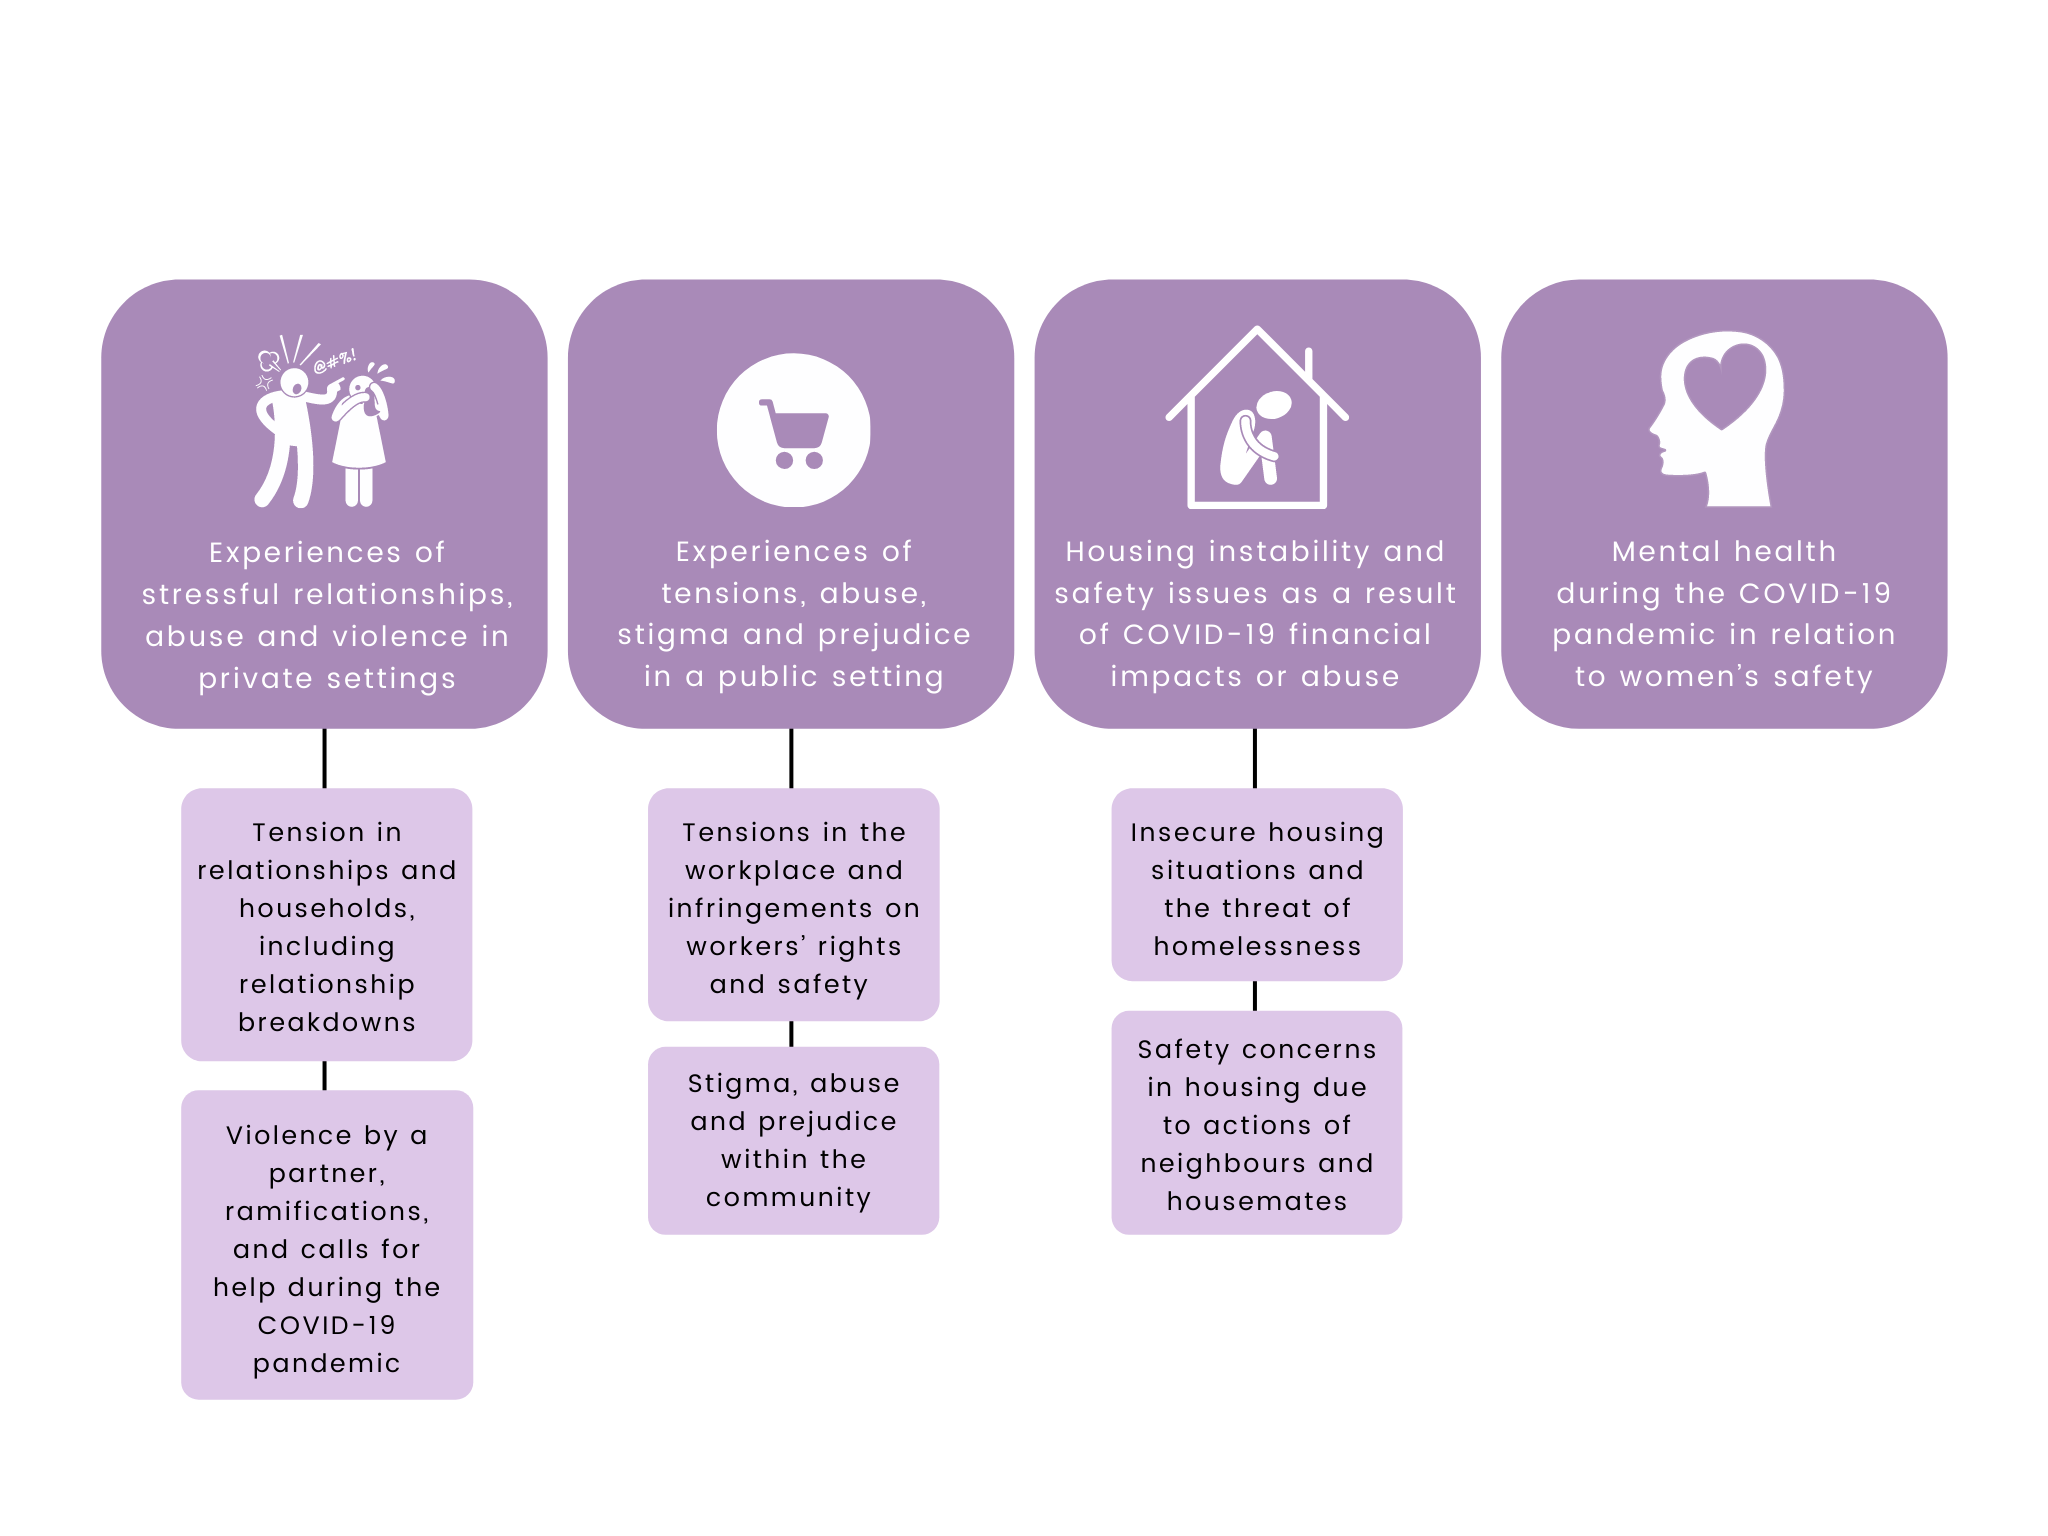 @#%!
Experiences of
stressful relationships,
abuse and violence in
private settings
Experiences of
tensions, abuse,
stigma and prejudice
in a public setting
Housing instability and
safety issues as a result
of COVID-19 financial
impacts or abuse
Mental health
during the COVID-19
pandemic in relation
to women’s safety
Tension in
relationships and
households,
including
relationship
breakdowns
Violence by a
partner,
ramifications,
and calls for
help during the
COVID-19
pandemic
Tensions in the
workplace and
infringements on
workers’ rights
and safety
Stigma, abuse
and prejudice
within the
community
Insecure housing
situations and
the threat of
homelessness
Safety concerns
in housing due
to actions of
neighbours and
housemates